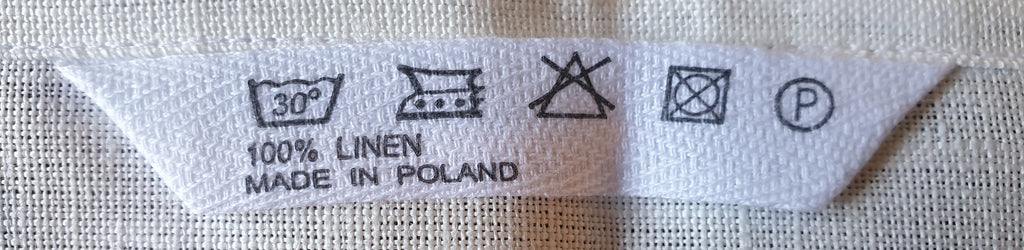 30° P
100% LINEN
MADE IN POLAND